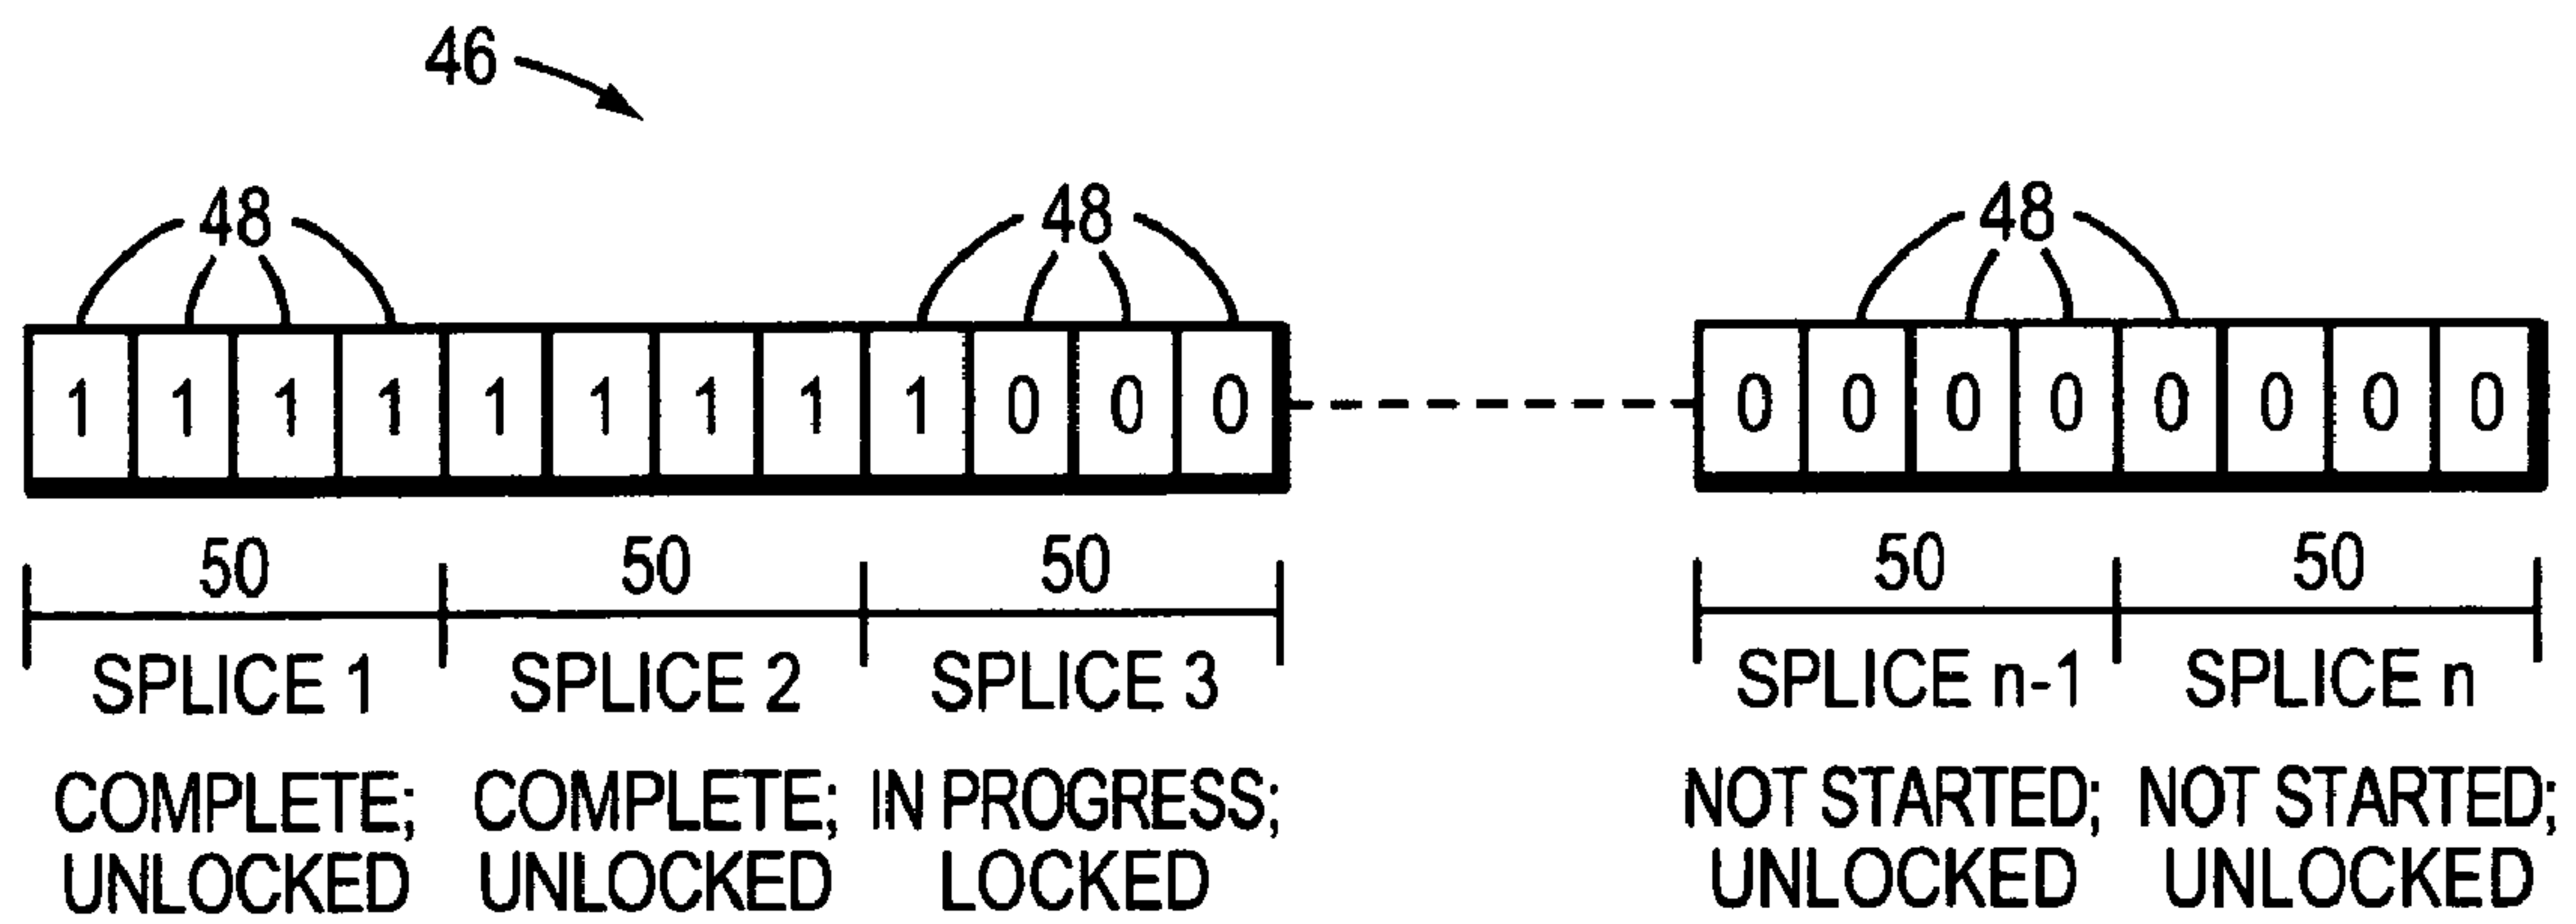 46
48 48 48
1 1 1 1 1 1 1 1 1 0 0 0 0 0 0 0 0 0 0 0
50 50 50 50 50
SPLICE 1 SPLICE 2 SPLICE 3 SPLICE n-1 SPLICE n
COMPLETE; COMPLETE; IN PROGRESS; NOT STARTED; NOT STARTED;
UNLOCKED UNLOCKED LOCKED UNLOCKED UNLOCKED